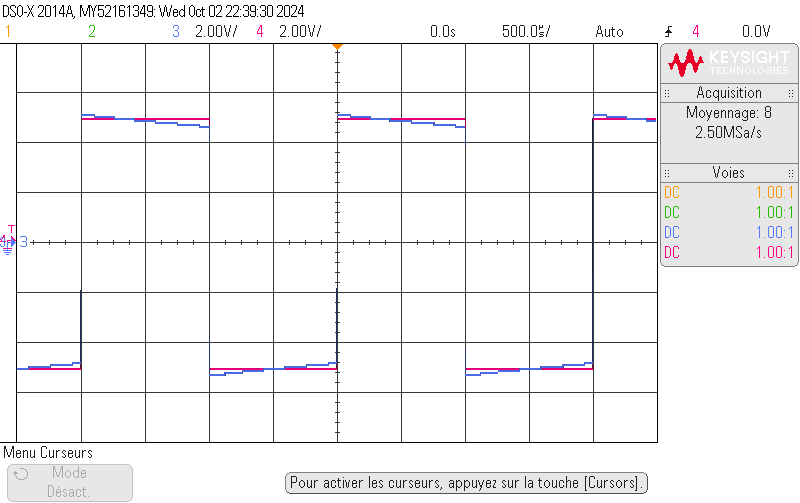 DSO-X 2014A, MY52161349: Wed Oct 02 22:39:30 2024
1 2 3 2.00V/ 4 2.00V/ 0.0s 500.0㎲/ Auto 4 0.0V
KEYSIGHT
TECHNOLOGIES
Acquisition
Moyennage: 8
2.50MSa/s
Voies
DC 1.00:1
DC 1.00:1
DC 1.00:1
DC 1.00:1
T
3
Menu Curseurs
Mode
Désact.
Pour activer les curseurs, appuyez sur la touche [Cursors].